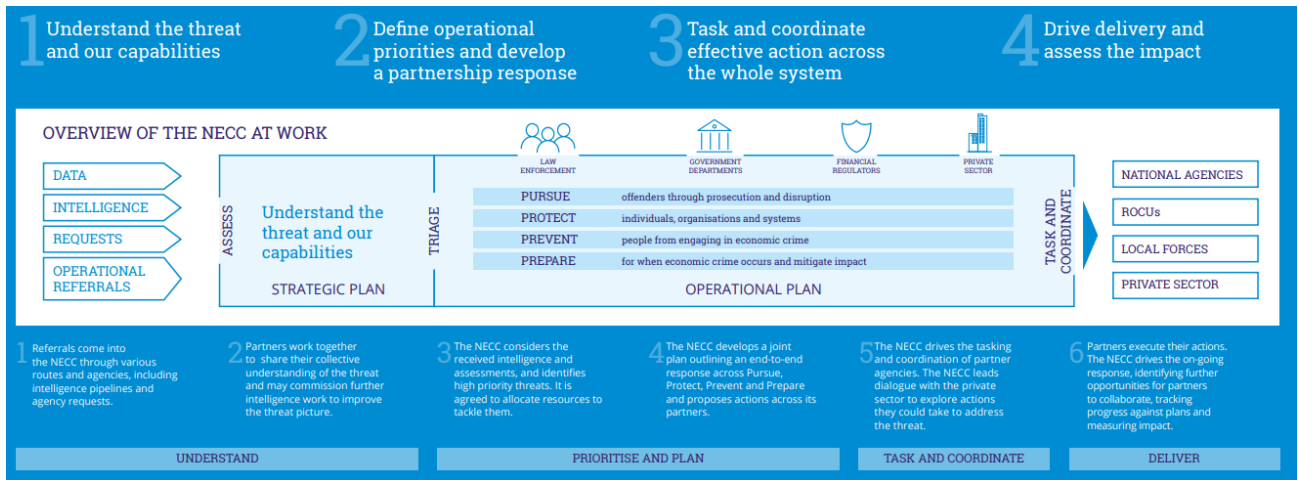 1 Understand the threat
and our capabilities
2 Define operational
priorities and develop
a partnership response
3 Task and coordinate
effective action across
the whole system
4 Drive delivery and
assess the impact
OVERVIEW OF THE NECC AT WORK
DATA
INTELLIGENCE
REQUESTS
OPERATIONAL
REFERRALS
ASSESS
Understand the
threat and our
capabilities
STRATEGIC PLAN
TRIAGE
LAW
ENFORCEMENT
GOVERNMENT
DEPARTMENTS
FINANCIAL
REGULATORS
PRIVATE
SECTOR
PURSUE offenders through prosecution and disruption
PROTECT individuals, organisations and systems
PREVENT people from engaging in economic crime
PREPARE for when economic crime occurs and mitigate impact
OPERATIONAL PLAN
TASK AND
COORDINATE
NATIONAL AGENCIES
ROCUs
LOCAL FORCES
PRIVATE SECTOR
1 Referrals come into
the NECC through various
routes and agencies, including
intelligence pipelines and
agency requests.
2 Partners work together
to share their collective
understanding of the threat
and may commission further
intelligence work to improve
the threat picture.
3 The NECC considers the
received intelligence and
assessments, and identifies
high priority threats. It is
agreed to allocate resources to
tackle them.
4 The NECC develops a joint
plan outlining an end-to-end
response across Pursue,
Protect, Prevent and Prepare
and proposes actions across its
partners.
5 The NECC drives the tasking
and coordination of partner
agencies. The NECC leads
dialogue with the private
sector to explore actions
they could take to address
the threat.
6 Partners execute their actions.
The NECC drives the on-going
response, identifying further
opportunities for partners
to collaborate, tracking
progress against plans and
measuring impact.
UNDERSTAND
PRIORITISE AND PLAN
TASK AND COORDINATE
DELIVER